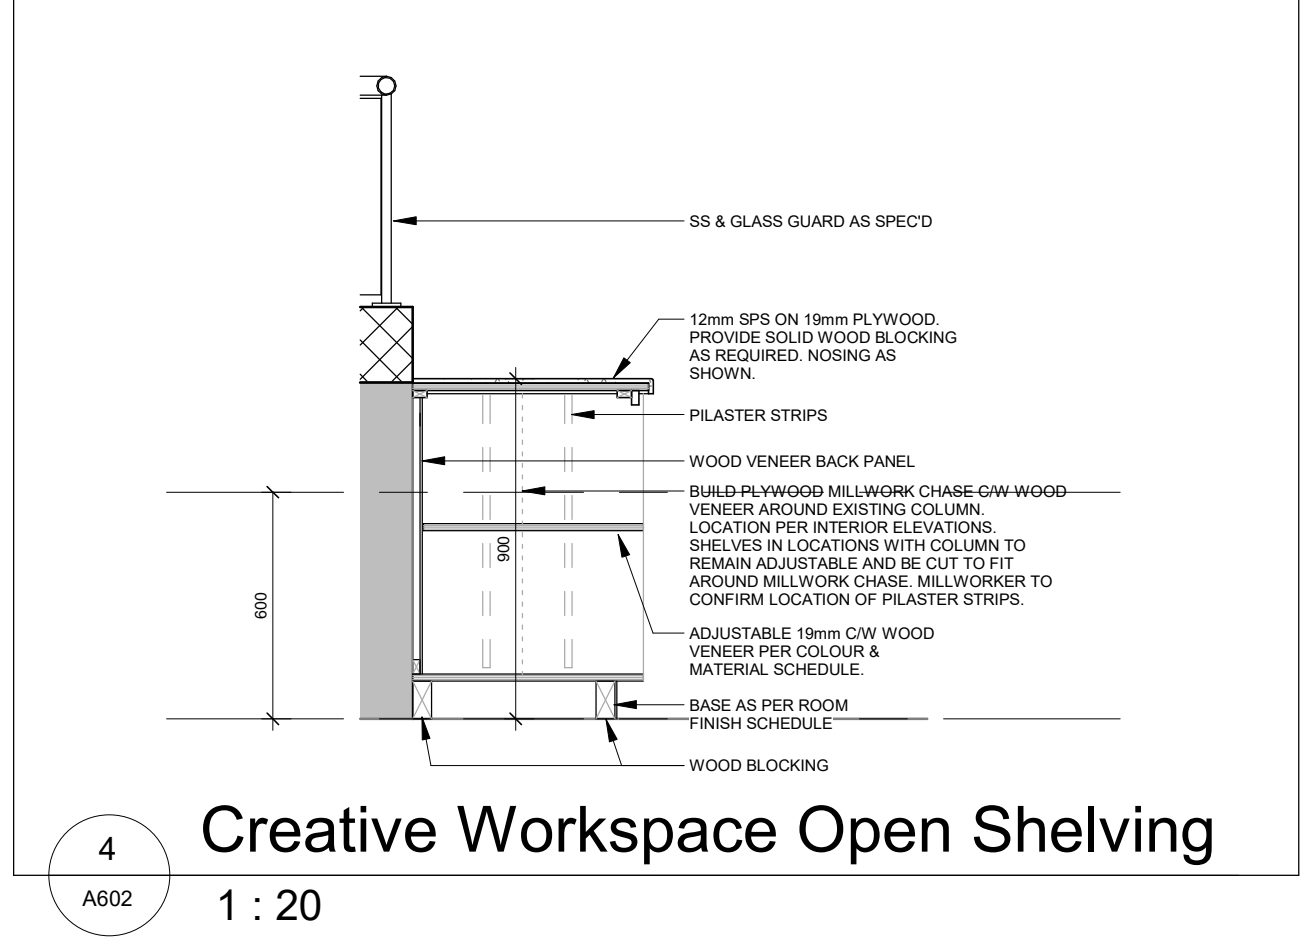 SS & GLASS GUARD AS SPEC'D
12mm SPS ON 19mm PLYWOOD.
PROVIDE SOLID WOOD BLOCKING
AS REQUIRED. NOSING AS
SHOWN.
PILASTER STRIPS
WOOD VENEER BACK PANEL
BUILD PLYWOOD MILLWORK CHASE C/W WOOD
VENEER AROUND EXISTING COLUMN.
LOCATION PER INTERIOR ELEVATIONS.
SHELVES IN LOCATIONS WITH COLUMN TO
REMAIN ADJUSTABLE AND BE CUT TO FIT
AROUND MILLWORK CHASE. MILLWORKER TO
CONFIRM LOCATION OF PILASTER STRIPS.
900
600
ADJUSTABLE 19mm C/W WOOD
VENEER PER COLOUR &
MATERIAL SCHEDULE.
BASE AS PER ROOM
FINISH SCHEDULE
WOOD BLOCKING
4
A602
Creative Workspace Open Shelving
1 : 20